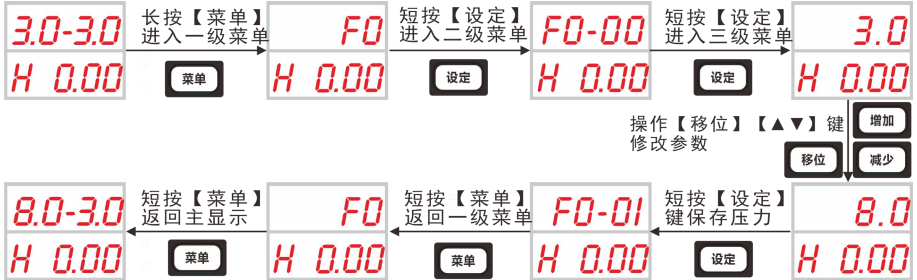 3.0-3.0
H 0.00
长按【菜单】
进入一级菜单
菜单
F0
H 0.00
短按【设定】
进入二级菜单
设定
F0-00
H 0.00
短按【设定】
进入三级菜单
设定
3.0
H 0.00
操作【移位】【▲▼】键
修改参数
增加
移位
减少
8.0-3.0
H 0.00
短按【菜单】
返回主显示
菜单
F0
H 0.00
短按【菜单】
返回一级菜单
菜单
F0-01
H 0.00
短按【设定】
键保存压力
设定
8.0
H 0.00